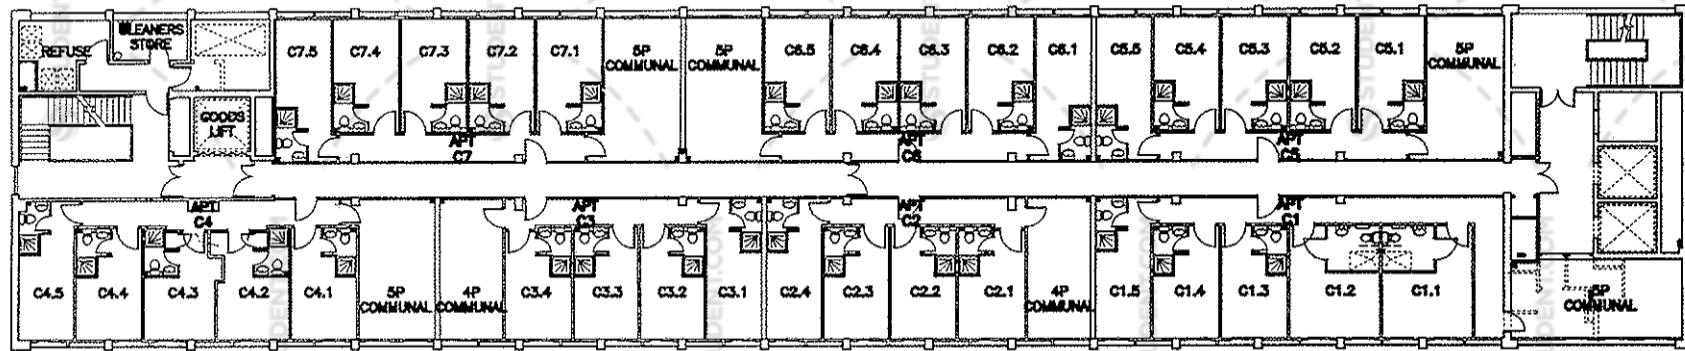 REFUSE
CLEANERS
STORE
C7.5
C7.4
C7.3
C7.2
C7.1
5P
COMMUNAL
5P
COMMUNAL
C6.5
C6.4
C6.3
C6.2
C6.1
C5.5
C5.4
C5.3
C5.2
C5.1
5P
COMMUNAL
GOODS
LIFT
APT
C7
APT
C6
APT
C5
APT
C4
APT
C3
APT
APT
C1
C4.5
C4.4
C4.3
C4.2
C4.1
5P
COMMUNAL
4P
COMMUNAL
C3.4
C3.3
C3.2
C3.1
C2.4
C2.3
C2.2
C2.1
4P
COMMUNAL
C1.5
C1.4
C1.3
C1.2
C1.1
5P
COMMUNAL